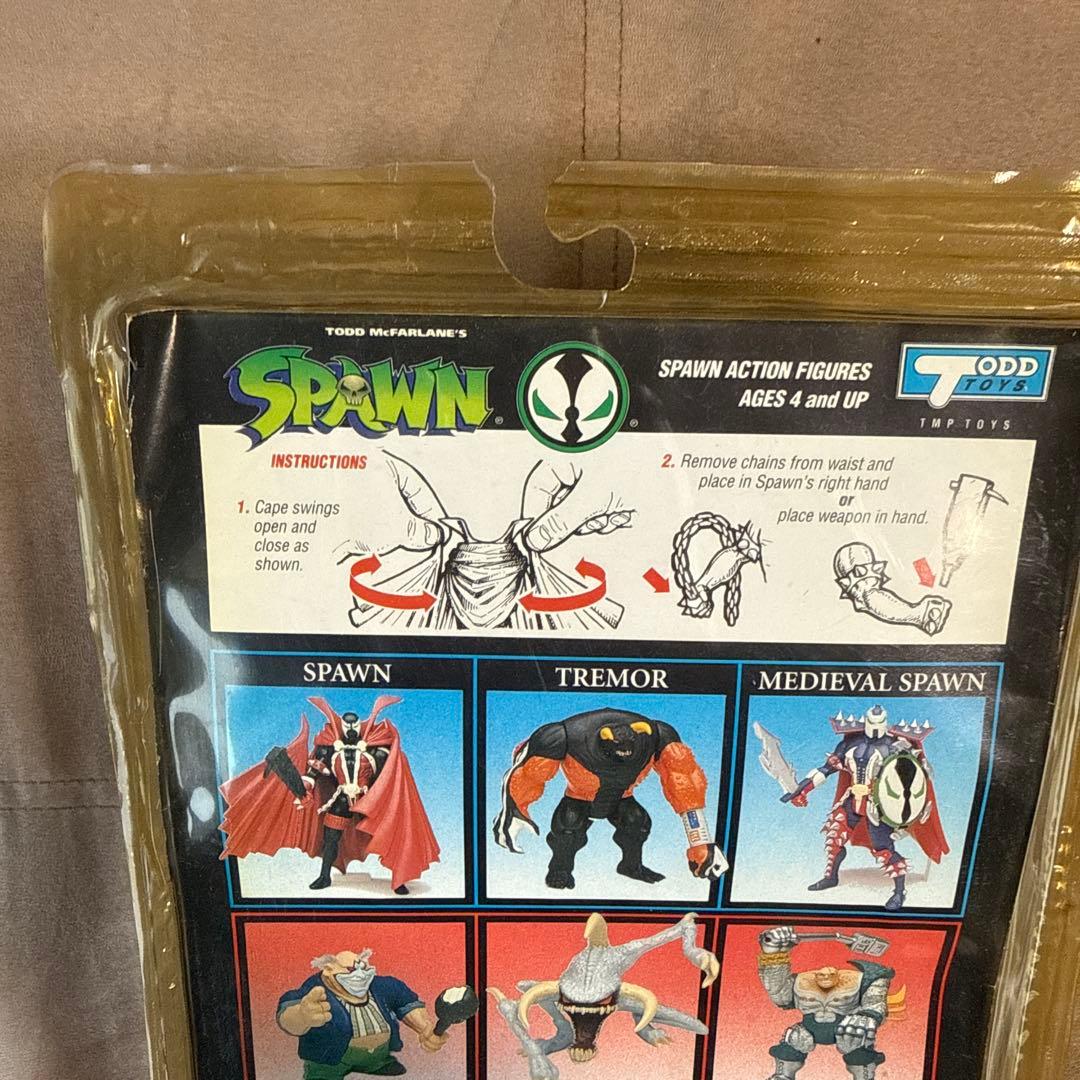 TODD McFARLANE'S
SPAWN®
®
SPAWN ACTION FIGURES
AGES 4 and UP
TODD
TOYS
TMP TOYS
INSTRUCTIONS
1. Cape swings
open and
close as
shown.
2. Remove chains from waist and
place in Spawn's right hand
or
place weapon in hand.
SPAWN
TREMOR
MEDIEVAL SPAWN